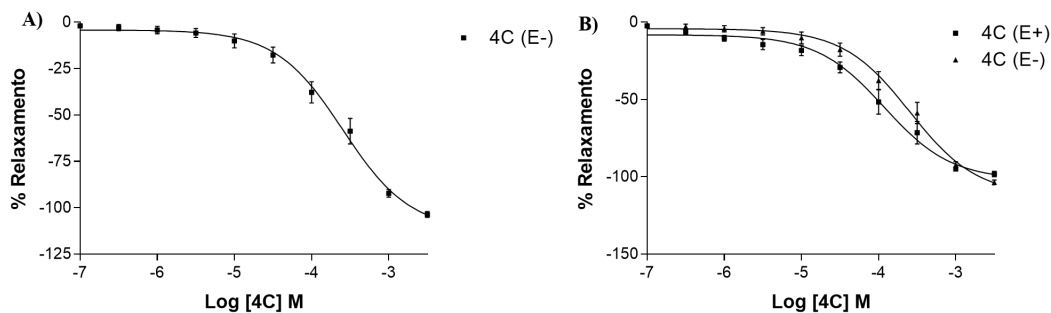 A)
0
-25
-50
-75
-100
-125
% Relaxamento
-7
-6
-5
-4
-3
Log [4C] M
4C (E-)
B)
0
-50
-100
-150
% Relaxamento
-7
-6
-5
-4
-3
Log [4C] M
4C (E+)
4C (E-)